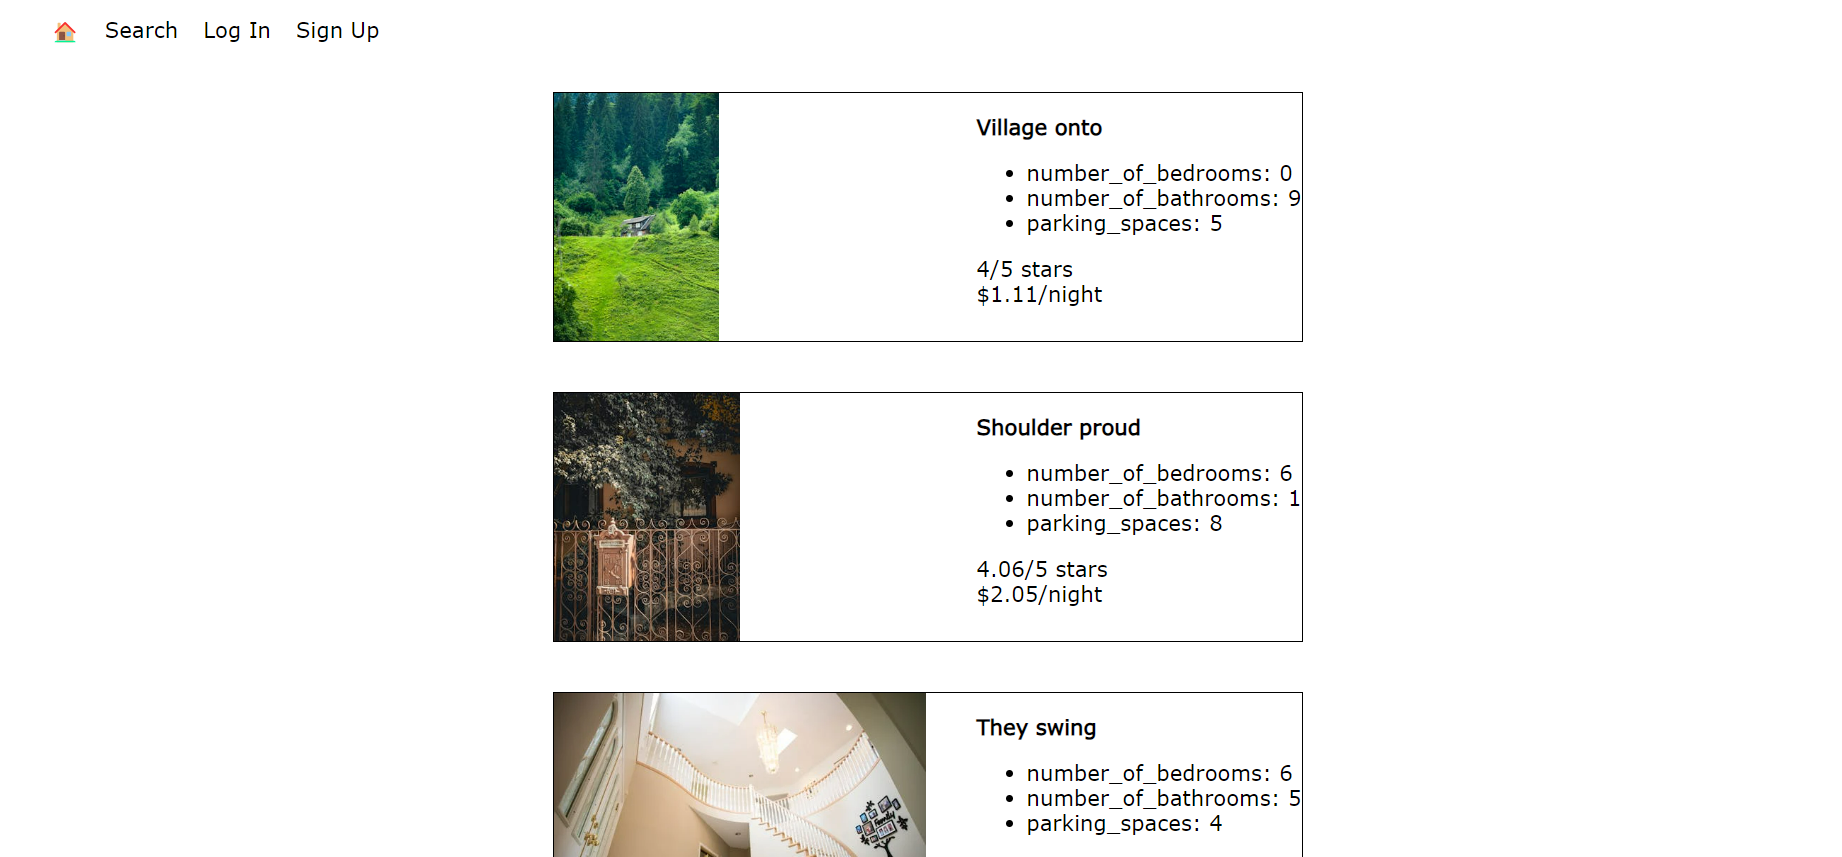 Search Log In Sign Up
Village onto
number_of_bedrooms: 0
number_of_bathrooms: 9
parking_spaces: 5
4/5 stars
$1.11/night
Shoulder proud
number_of_bedrooms: 6
number_of_bathrooms: 1
parking_spaces: 8
4.06/5 stars
$2.05/night
They swing
number_of_bedrooms: 6
number_of_bathrooms: 5
parking_spaces: 4
family